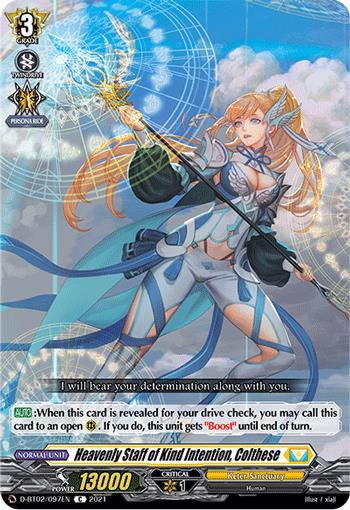 3
GRADE
TWINDRIVE
PERSONA RIDE
I will bear your determination along with you.
AUTO :When this card is revealed for your drive check, you may call this card
to an open . If you do, this unit gets "Boost" until end of turn.
NORMAL UNIT Heavenly Staff of Kind Intention, Colthese
POWER 13000 CRITICAL 1 Keter Sanctuary
Human
D-BT02/097EN C 2021 Illust / xiaji